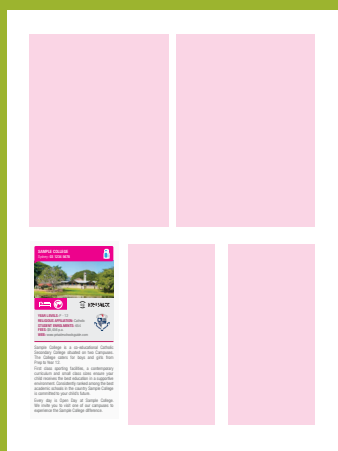 SAMPLE COLLEGE
YEAR LEVELS: P - 12
RELIGIOUS AFFILIATION: Catholic
STUDENT ENROLMENTS: 864
Sample College is a co-educational Catholic
Secondary College situated on two Campuses.
The College caters for boys and girls from
Prep to Year 12.
First class sporting facilities, a contemporary
curriculum and small class sizes ensure your
child receives the best education in a supportive
environment. Consistently ranked among the best
academic schools in the country Sample College
is committed to your child's future.
Every day is Open Day at Sample College.
We invite you to visit one of our campuses to
experience the Sample College difference.